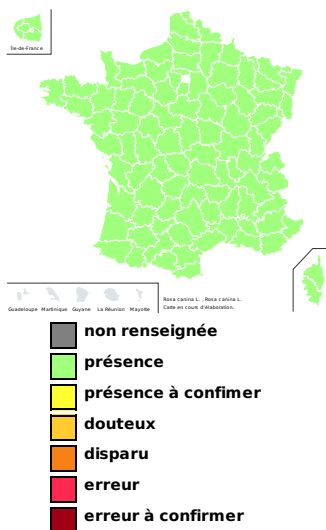 Île-de-France
Guadeloupe Martinique Guyane La Réunion Mayotte
Rosa canina L. , Rosa canina L.
Carte en cours d'élaboration.
non renseignée
présence
présence à confimer
douteux
disparu
erreur
erreur à confirmer